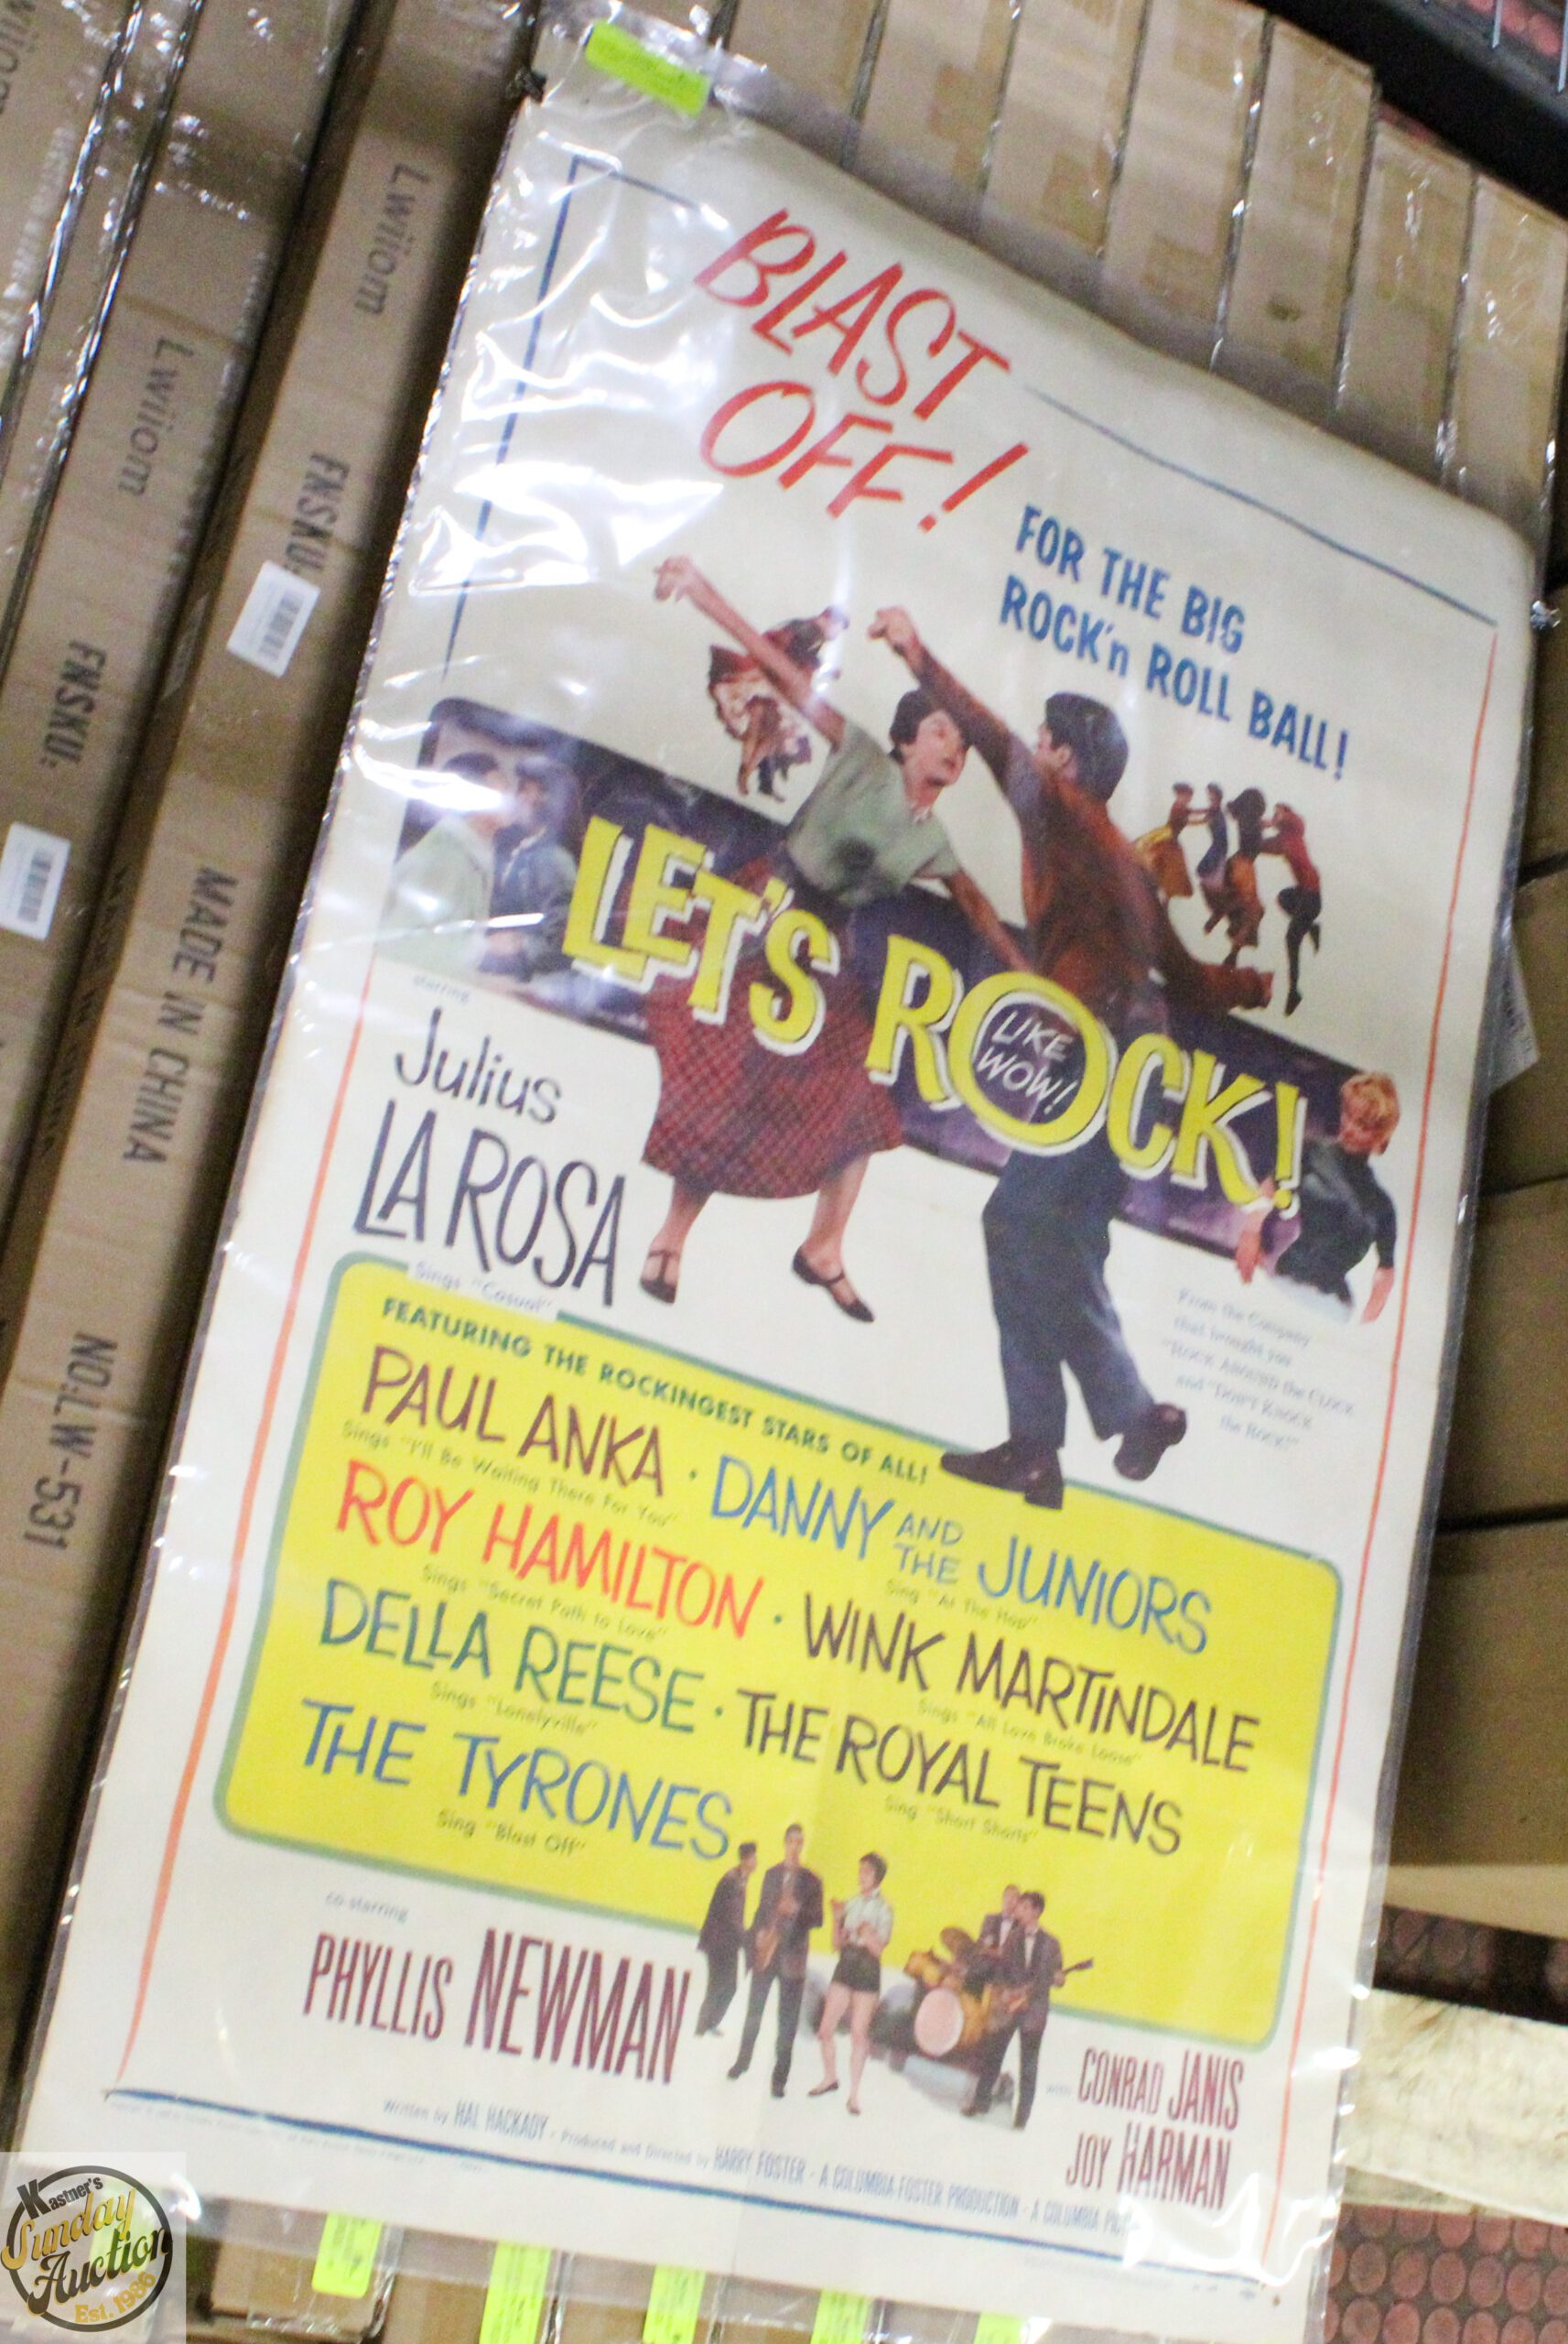 BLAST
OFF!
FOR THE BIG
ROCK'n ROLL BALL!
LET'S ROCK!
LIKE
WOW!
starring
Julius
LA ROSA
Sings "Casual"
From the Company
that brought you
"ROCK AROUND the CLOCK
and "DON'T KNOCK
the ROCK"
FEATURING THE ROCKINGEST STARS OF ALL!
PAUL ANKA · DANNY AND THE JUNIORS
Sings "I'll Be Waiting There For You"
Sing "At The Hop"
ROY HAMILTON · WINK MARTINDALE
Sings "Secret Path to Love"
Sings "All Love Broke Loose"
DELLA REESE · THE ROYAL TEENS
Sings "Lonelyville"
Sing "Short Shorts"
THE TYRONES
Sing "Blast Off"
co-starring
PHYLLIS NEWMAN
with CONRAD JANIS
JOY HARMAN
Written by HAL HACKADY · Produced and Directed by HARRY FOSTER · A COLUMBIA-FOSTER PRODUCTION · A COLUMBIA
Lwiiom
FNSKU:
MADE IN CHINA
NO.LW-531
Lwiiom
FNSKU:
Kastner's
Sunday
Auction
Est. 1986